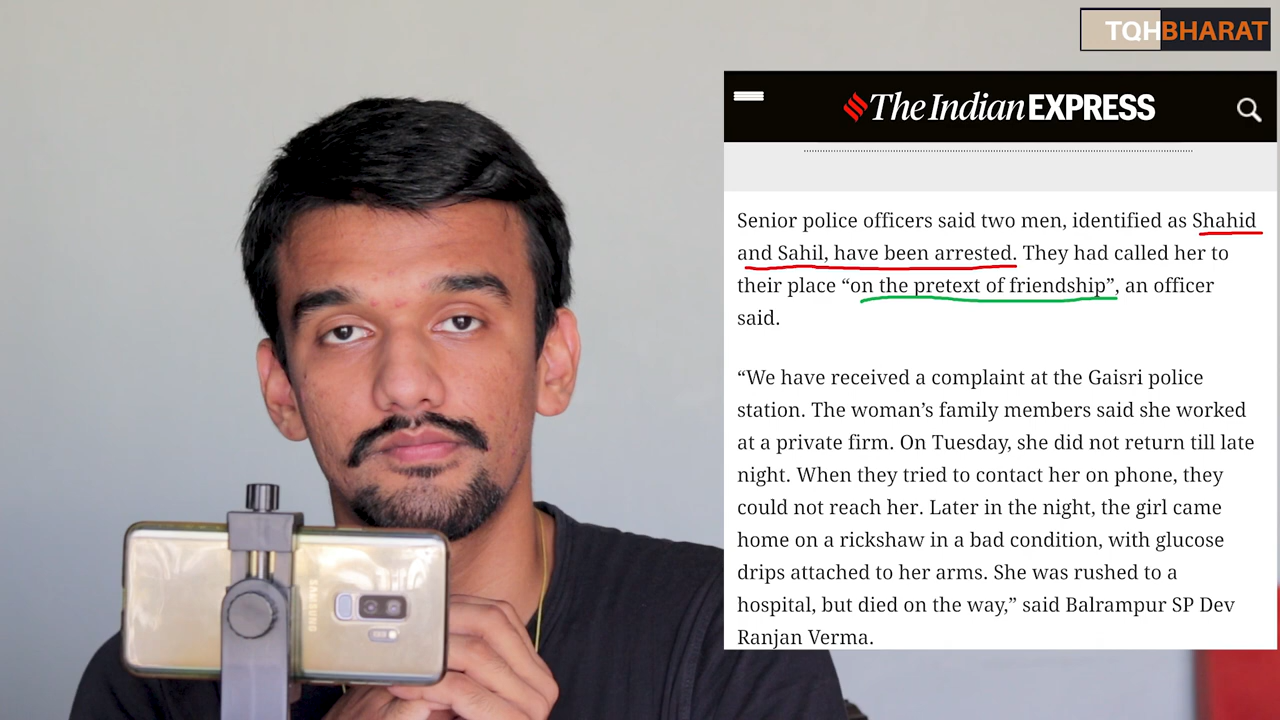 TQHBHARAT
The Indian EXPRESS
Senior police officers said two men, identified as Shahid
and Sahil, have been arrested. They had called her to
their place “on the pretext of friendship”, an officer
said.
“We have received a complaint at the Gaisri police
station. The woman’s family members said she worked
at a private firm. On Tuesday, she did not return till late
night. When they tried to contact her on phone, they
could not reach her. Later in the night, the girl came
home on a rickshaw in a bad condition, with glucose
drips attached to her arms. She was rushed to a
hospital, but died on the way,” said Balrampur SP Dev
Ranjan Verma.
SAMSUNG